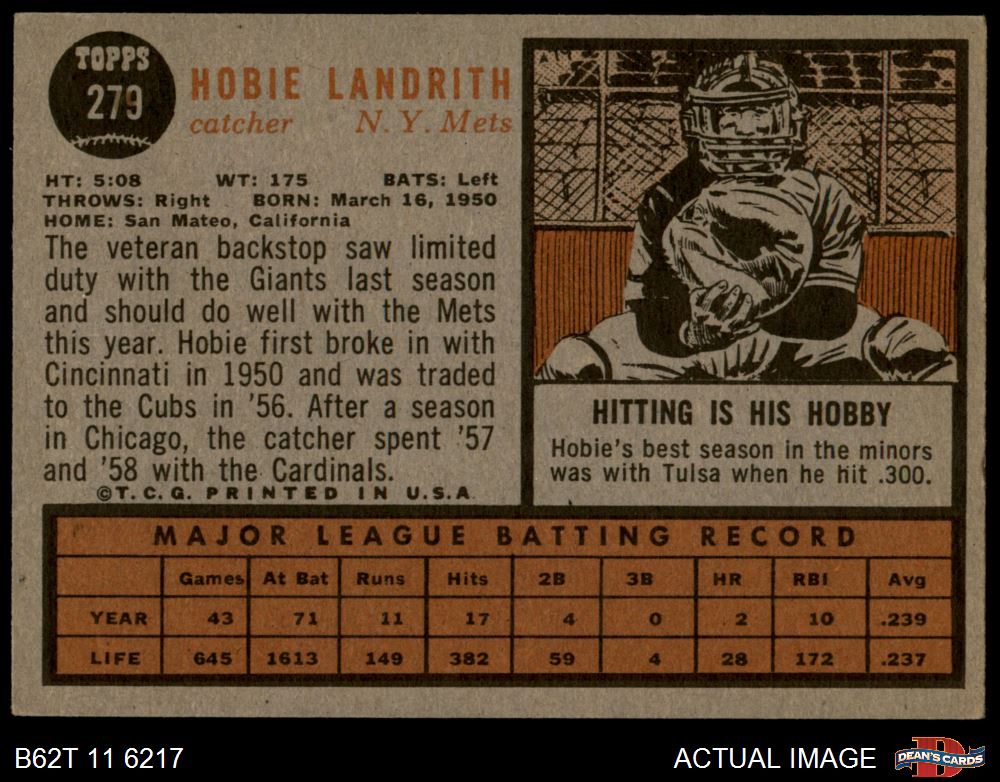 TOPPS
279
HOBIE LANDRITH
catcher N. Y. Mets
HT: 5:08 WT: 175 BATS: Left
THROWS: Right BORN: March 16, 1950
HOME: San Mateo, California
The veteran backstop saw limited
duty with the Giants last season
and should do well with the Mets
this year. Hobie first broke in with
Cincinnati in 1950 and was traded
to the Cubs in '56. After a season
in Chicago, the catcher spent '57
and '58 with the Cardinals.
©T. C. G. PRINTED IN U. S. A.
HITTING IS HIS HOBBY
Hobie's best season in the minors
was with Tulsa when he hit .300.
MAJOR LEAGUE BATTING RECORD
Games At Bat Runs Hits 2B 3B HR RBI Avg
YEAR 43 71 11 17 4 0 2 10 .239
LIFE 645 1613 149 382 59 4 28 172 .237
B62T 11 6217
ACTUAL IMAGE
D
DEAN'S CARDS